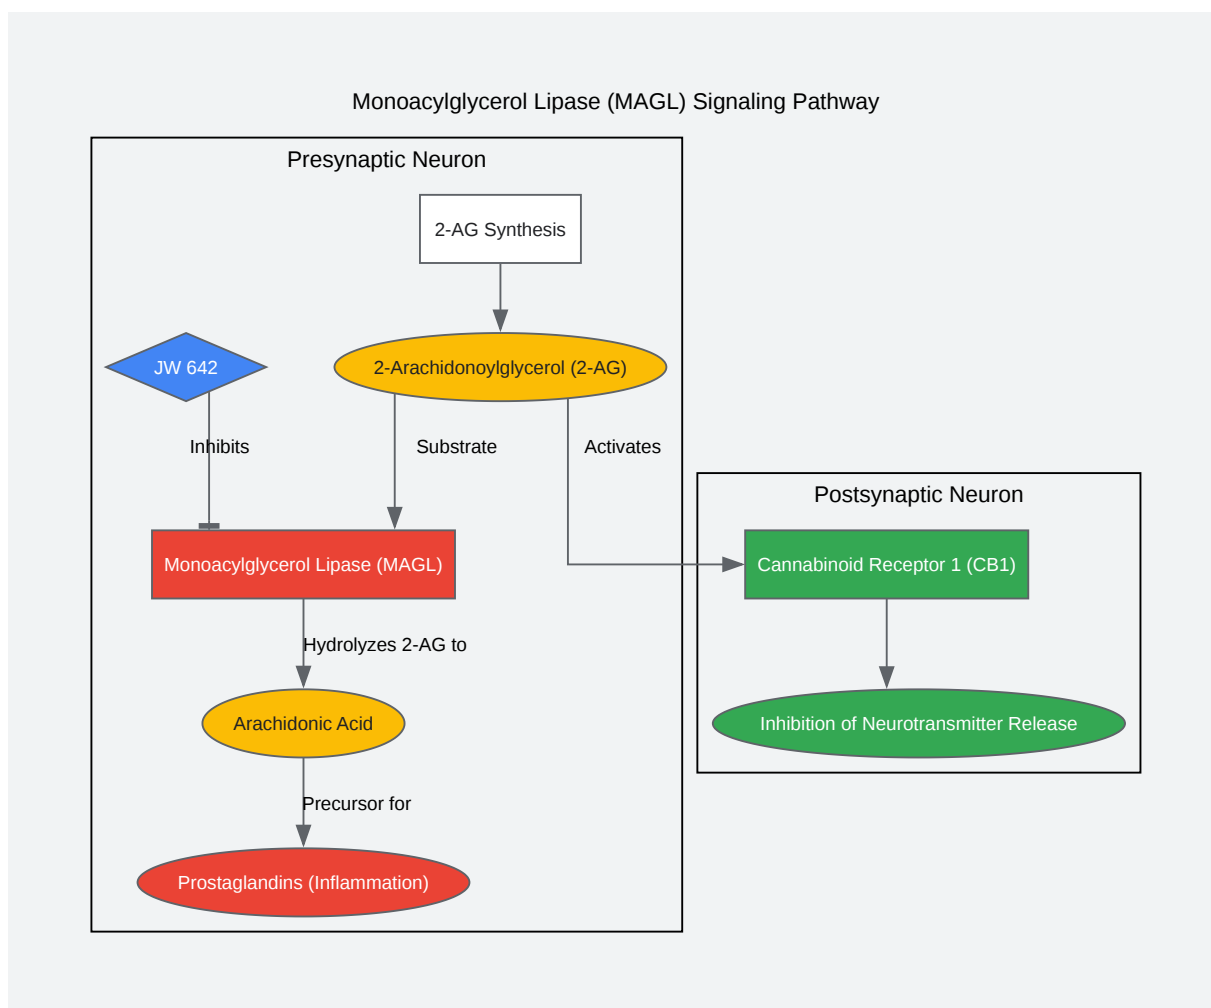 Monoacylglycerol Lipase (MAGL) Signaling Pathway
Presynaptic Neuron
2-AG Synthesis
JW 642
2-Arachidonoylglycerol (2-AG)
Inhibits
Substrate
Activates
Postsynaptic Neuron
Monoacylglycerol Lipase (MAGL)
Cannabinoid Receptor 1 (CB1)
Hydrolyzes 2-AG to
Arachidonic Acid
Inhibition of Neurotransmitter Release
Precursor for
Prostaglandins (Inflammation)